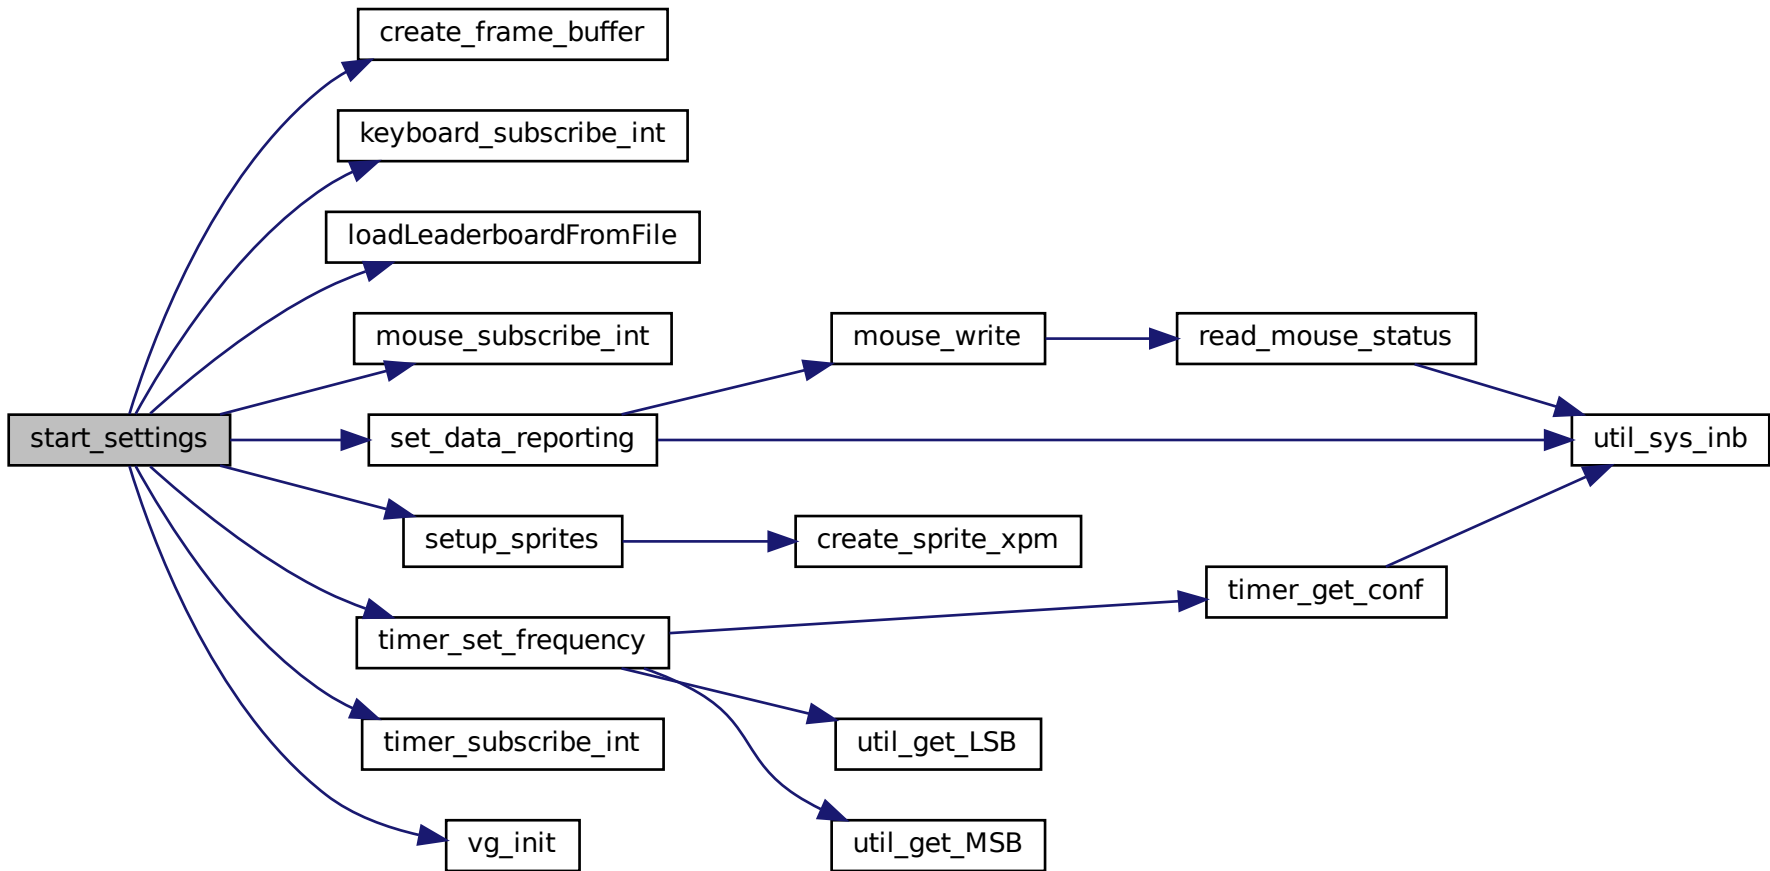 create_frame_buffer
keyboard_subscribe_int
loadLeaderboardFromFile
mouse_subscribe_int
mouse_write
read_mouse_status
start_settings
set_data_reporting
util_sys_inb
setup_sprites
create_sprite_xpm
timer_get_conf
timer_set_frequency
timer_subscribe_int
util_get_LSB
vg_init
util_get_MSB